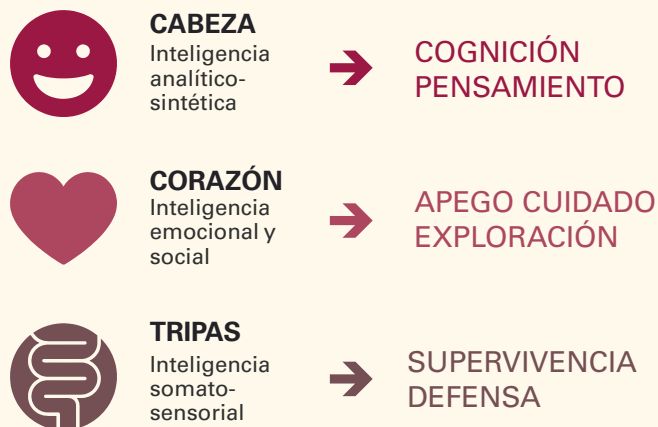 CABEZA
Inteligencia
analítico-
sintética
COGNICIÓN
PENSAMIENTO
CORAZÓN
Inteligencia
emocional y
social
APEGO CUIDADO
EXPLORACIÓN
TRIPAS
Inteligencia
somato-
sensorial
SUPERVIVENCIA
DEFENSA